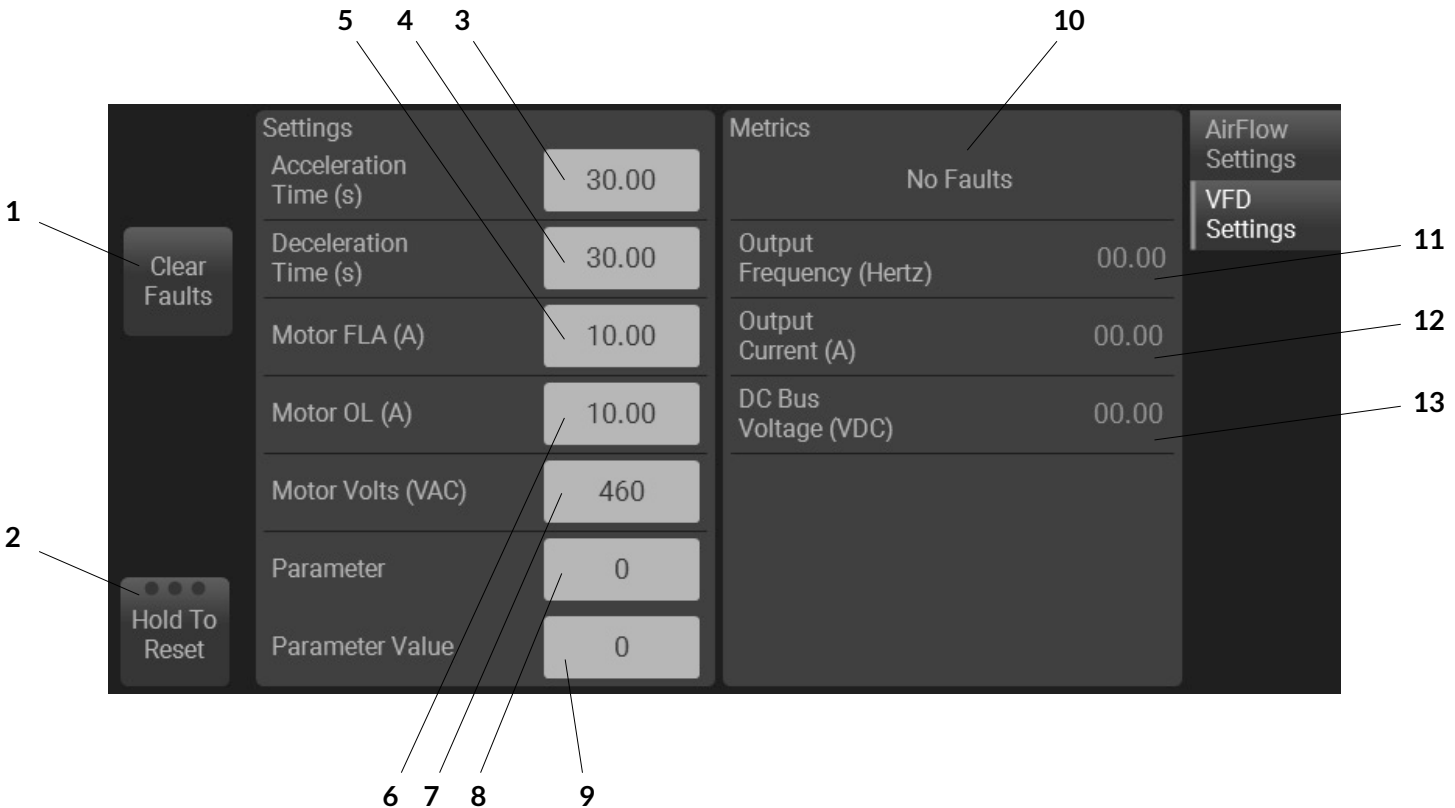 5 4 3 10
Settings
Acceleration
Time (s)
30.00
Deceleration
Time (s)
30.00
Motor FLA (A)
10.00
Motor OL (A)
10.00
Motor Volts (VAC)
460
Parameter
0
Parameter Value
0
Metrics
No Faults
Output
Frequency (Hertz)
00.00
Output
Current (A)
00.00
DC Bus
Voltage (VDC)
00.00
AirFlow
Settings
VFD
Settings
1
Clear
Faults
2
Hold To
Reset
11
12
13
6 7 8 9